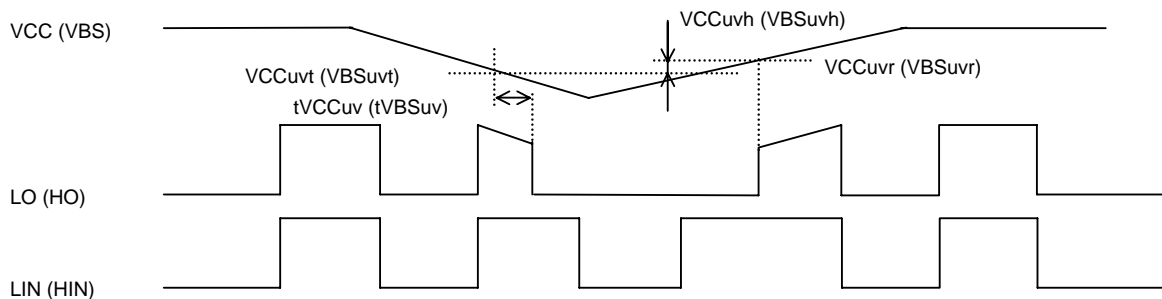 VCCuvh (VBSuvh)
VCC (VBS)
VCCuvr (VBSuvr)
VCCuvt (VBSuvt)
tVCCuv (tVBSuv)
LO (HO)
LIN (HIN)